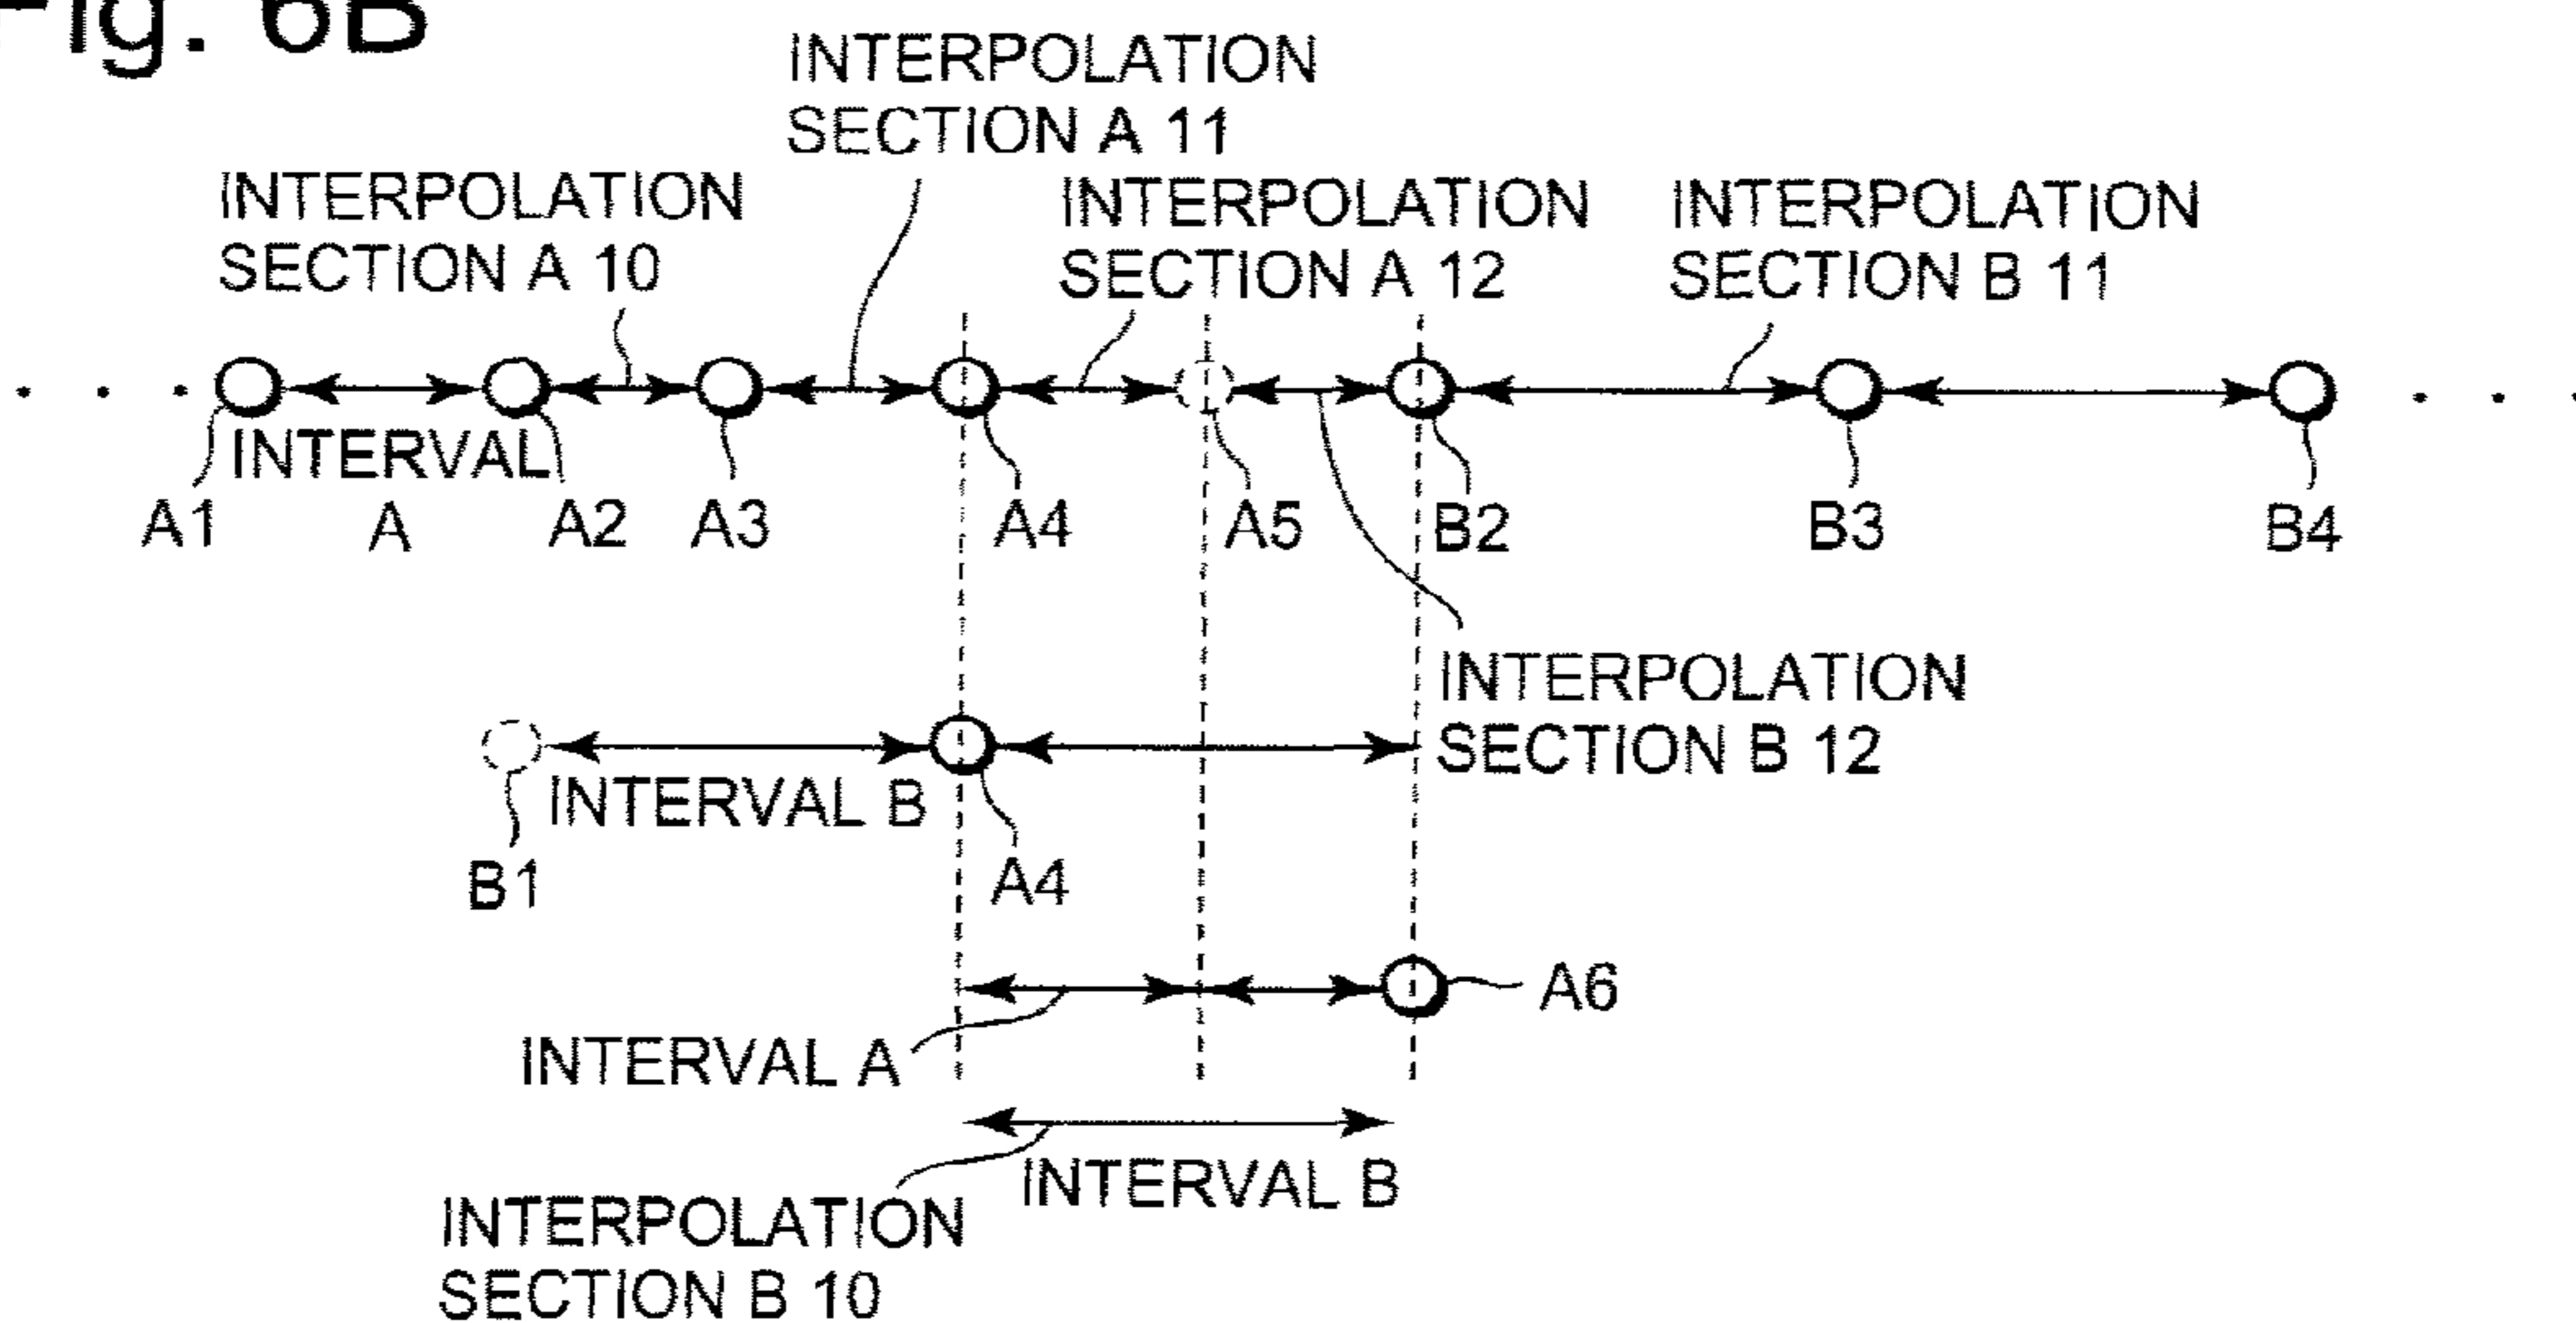 Fig. 6B
INTERPOLATION
SECTION A 11
INTERPOLATION
SECTION A 10
INTERPOLATION
SECTION A 12
INTERPOLATION
SECTION B 11
INTERVAL
A
A1
A2
A3
A4
A5
B2
B3
B4
INTERPOLATION
SECTION B 12
INTERVAL B
B1
A4
A6
INTERVAL A
INTERVAL B
INTERPOLATION
SECTION B 10